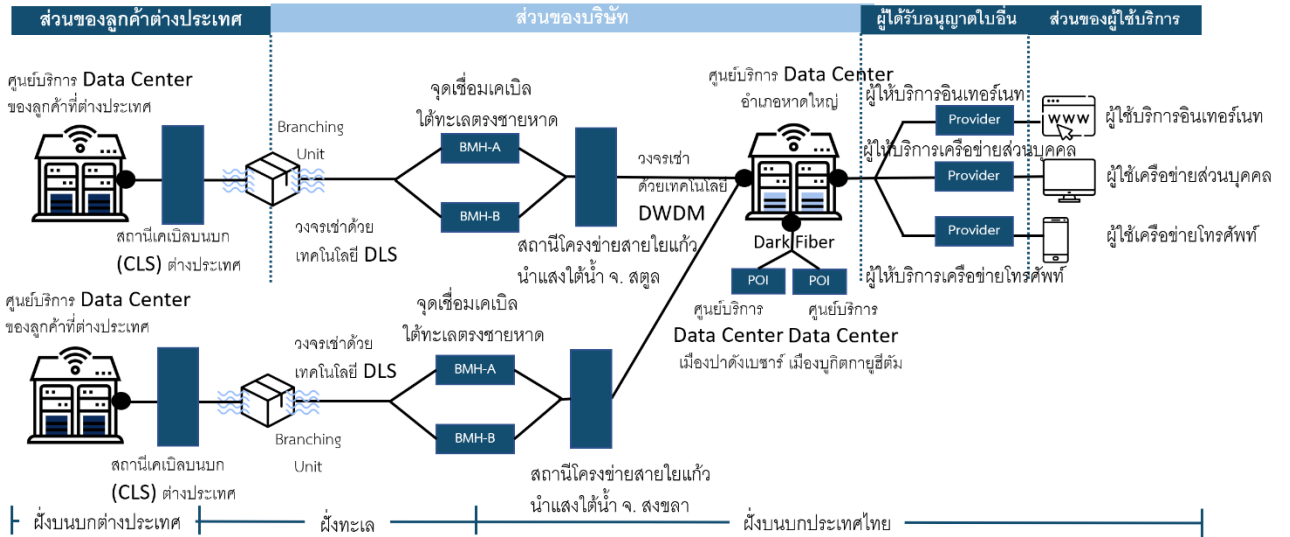 ส่วนของลูกค้าต่างประเทศ
ส่วนของบริษัท
ผู้ได้รับอนุญาตใบอื่น
ส่วนของผู้ใช้บริการ
ศูนย์บริการ Data Center
ของลูกค้าที่ต่างประเทศ
สถานีเคเบิลบนบก
(CLS) ต่างประเทศ
Branching
Unit
วงจรเช่าด้วย
เทคโนโลยี DLS
จุดเชื่อมเคเบิล
ใต้ทะเลตรงชายหาด
BMH-A
BMH-B
สถานีโครงข่ายสายใยแก้ว
นำแสงใต้น้ำ จ. สตูล
วงจรเช่า
ด้วยเทคโนโลยี
DWDM
ศูนย์บริการ Data Center
อำเภอหาดใหญ่
Dark Fiber
POI
POI
ศูนย์บริการ
Data Center
เมืองปาดังเบซาร์
ศูนย์บริการ
Data Center
เมืองบูกิตกายูฮีตัม
ผู้ให้บริการอินเทอร์เนท
Provider
ผู้ให้บริการเครือข่ายส่วนบุคคล
Provider
Provider
ผู้ให้บริการเครือข่ายโทรศัพท์
WWW
ผู้ใช้บริการอินเทอร์เนท
ผู้ใช้เครือข่ายส่วนบุคคล
ผู้ใช้เครือข่ายโทรศัพท์
ศูนย์บริการ Data Center
ของลูกค้าที่ต่างประเทศ
สถานีเคเบิลบนบก
(CLS) ต่างประเทศ
Branching
Unit
วงจรเช่าด้วย
เทคโนโลยี DLS
จุดเชื่อมเคเบิล
ใต้ทะเลตรงชายหาด
BMH-A
BMH-B
สถานีโครงข่ายสายใยแก้ว
นำแสงใต้น้ำ จ. สงขลา
ฝั่งบนบกต่างประเทศ
ฝั่งทะเล
ฝั่งบนบกประเทศไทย